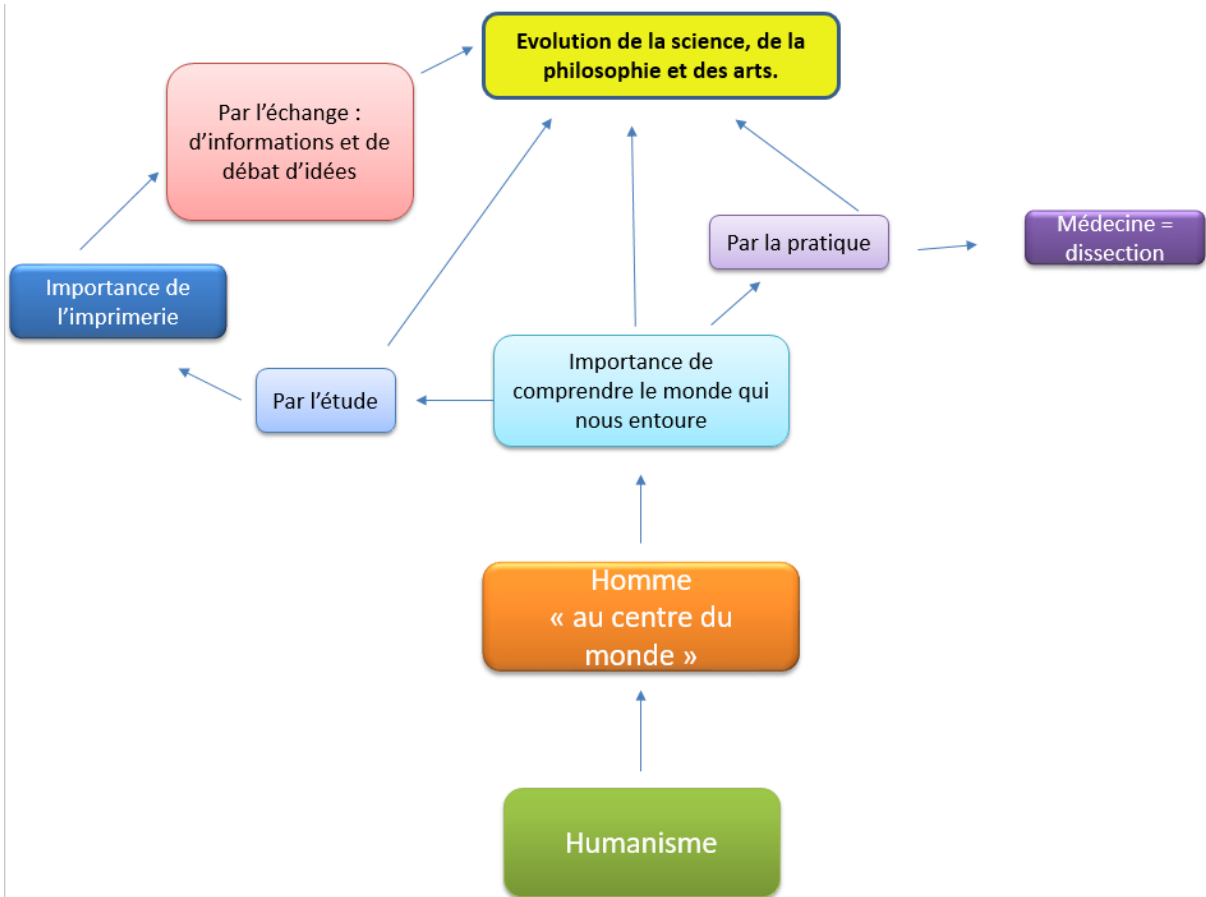 Evolution de la science, de la
philosophie et des arts.
Par l’échange :
d’informations et de
débat d’idées
Par la pratique
Médecine =
dissection
Importance de
l’imprimerie
Par l’étude
Importance de
comprendre le monde qui
nous entoure
Homme
« au centre du
monde »
Humanisme